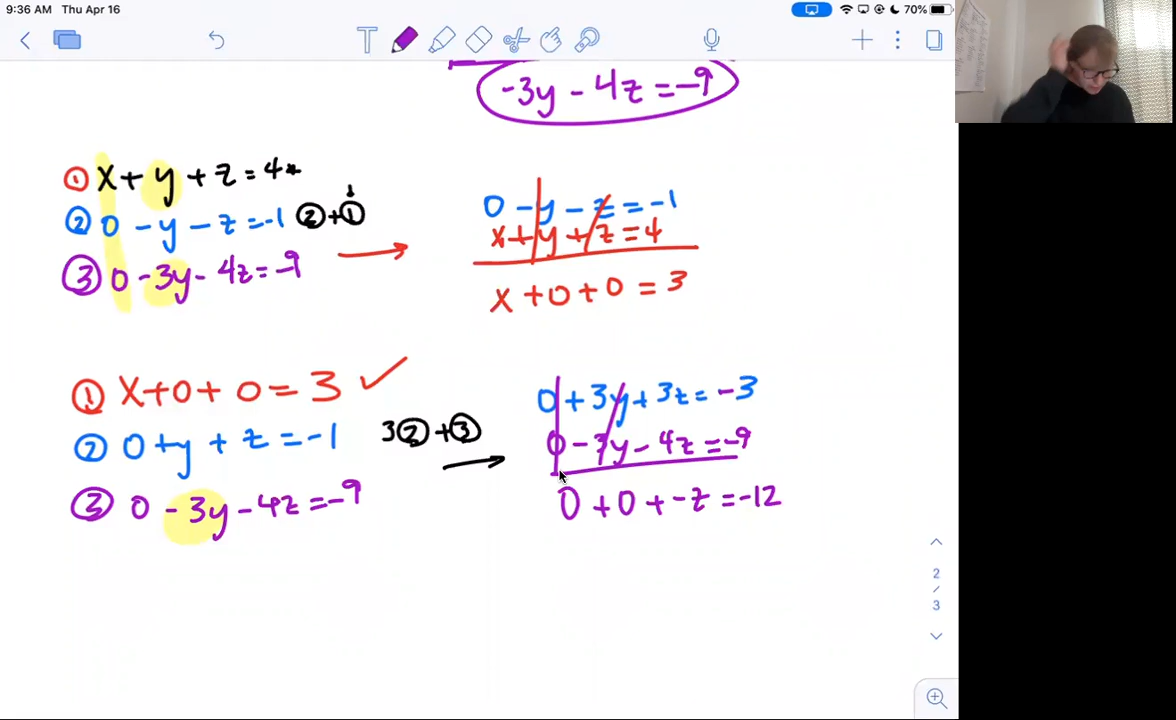 9:36 AM Thu Apr 16
70%
-3y - 4z = -9
① x + y + z = 4*
② 0 - y - z = -1 ② + ①
③ 0 - 3y - 4z = -9
0 - y - z = -1
x + y + z = 4
x + 0 + 0 = 3
① x + 0 + 0 = 3 ✓
② 0 + y + z = -1
③ 0 - 3y - 4z = -9
3② + ③
0 + 3y + 3z = -3
0 - 3y - 4z = -9
0 + 0 + -z = -12
2
/
3